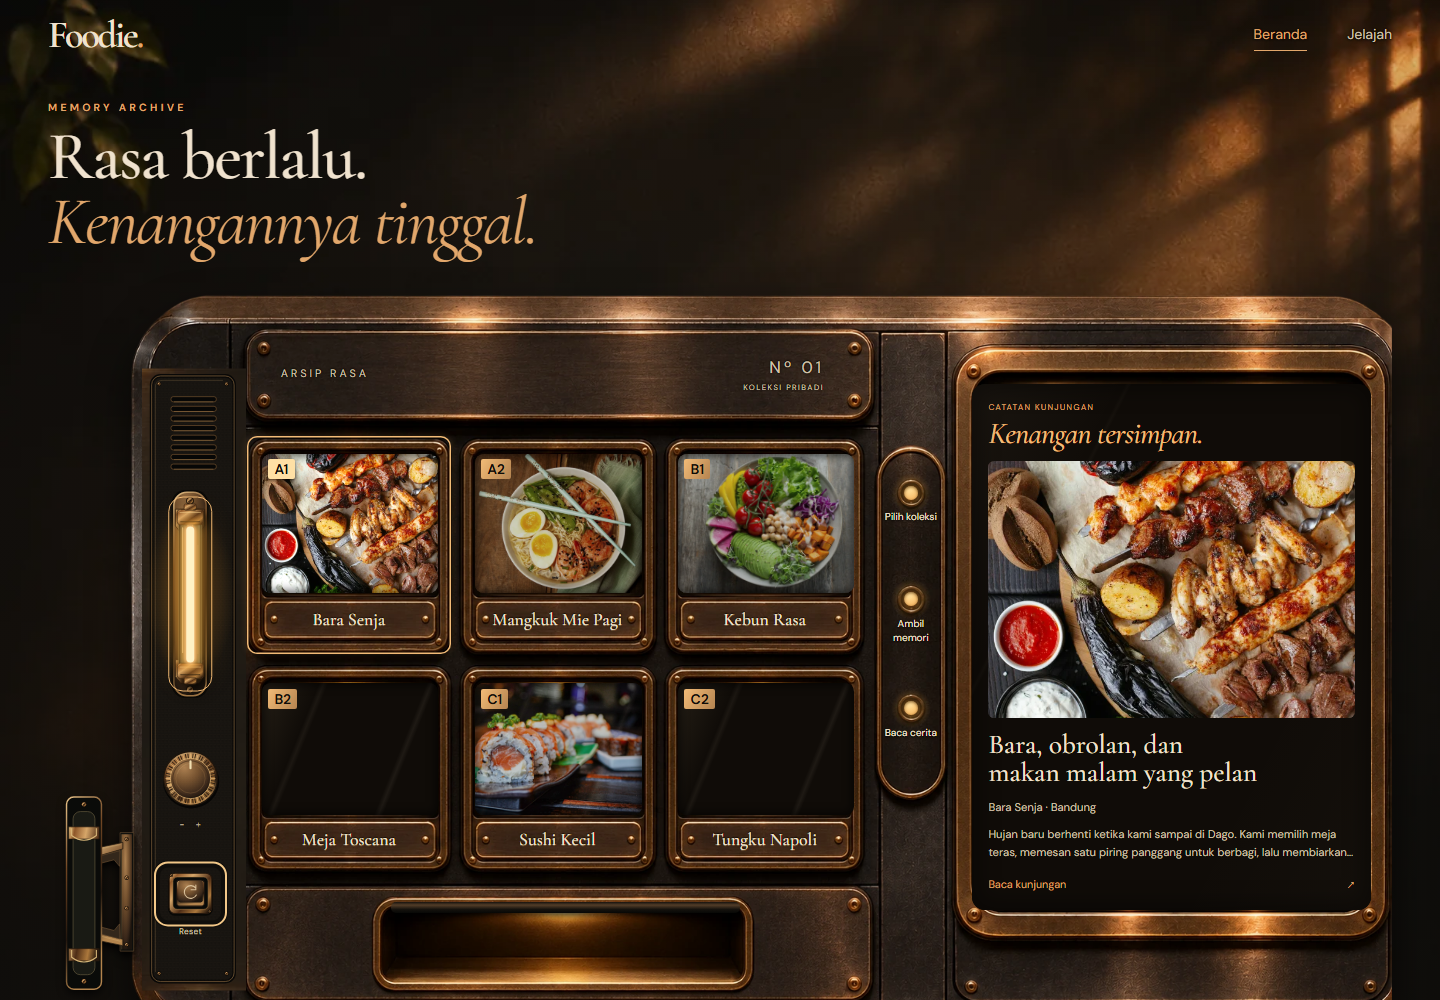 Foodie.
Beranda
Jelajah
MEMORY ARCHIVE
Rasa berlalu.
Kenangannya tinggal.
ARSIP RASA
Nº 01
KOLEKSI PRIBADI
A1
Bara Senja
A2
Mangkuk Mie Pagi
B1
Kebun Rasa
B2
Meja Toscana
C1
Sushi Kecil
C2
Tungku Napoli
Pilih koleksi
Ambil
memori
Baca cerita
- +
Reset
CATATAN KUNJUNGAN
Kenangan tersimpan.
Bara, obrolan, dan
makan malam yang pelan
Bara Senja · Bandung
Hujan baru berhenti ketika kami sampai di Dago. Kami memilih meja
teras, memesan satu piring panggang untuk berbagi, lalu membiarkan…
Baca kunjungan ↗